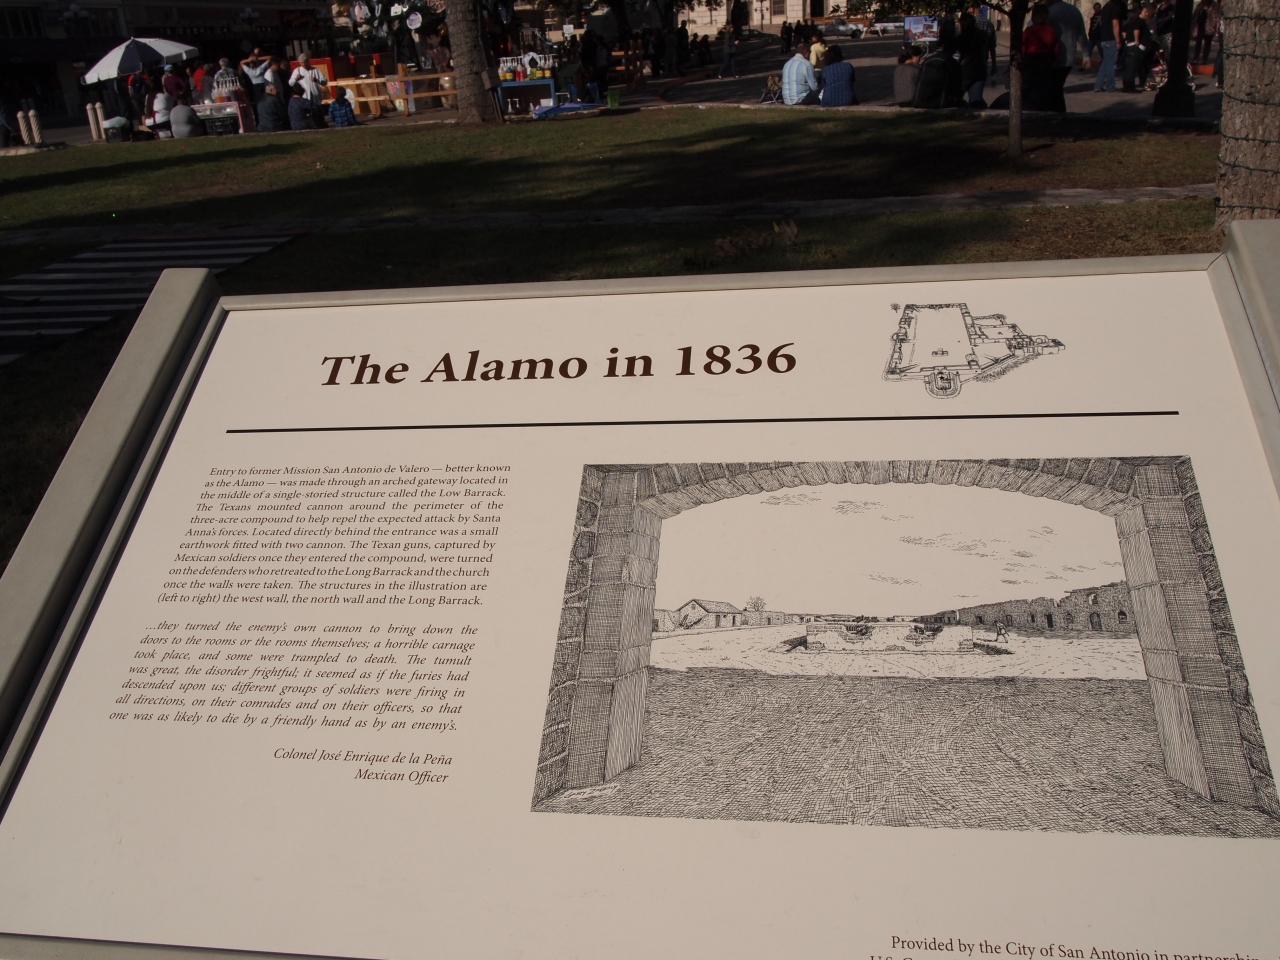 The Alamo in 1836
Entry to former Mission San Antonio de Valero — better known
as the Alamo — was made through an arched gateway located in
the middle of a single-storied structure called the Low Barrack.
The Texans mounted cannon around the perimeter of the
three-acre compound to help repel the expected attack by Santa
Anna's forces. Located directly behind the entrance was a small
earthwork fitted with two cannon. The Texan guns, captured by
Mexican soldiers once they entered the compound, were turned
on the defenders who retreated to the Long Barrack and the church
once the walls were taken. The structures in the illustration are
(left to right) the west wall, the north wall and the Long Barrack.
...they turned the enemy's own cannon to bring down the
doors to the rooms or the rooms themselves; a horrible carnage
took place, and some were trampled to death. The tumult
was great, the disorder frightful; it seemed as if the furies had
descended upon us; different groups of soldiers were firing in
all directions, on their comrades and on their officers, so that
one was as likely to die by a friendly hand as by an enemy's.
Colonel José Enrique de la Peña
Mexican Officer
Provided by the City of San Antonio in partnership